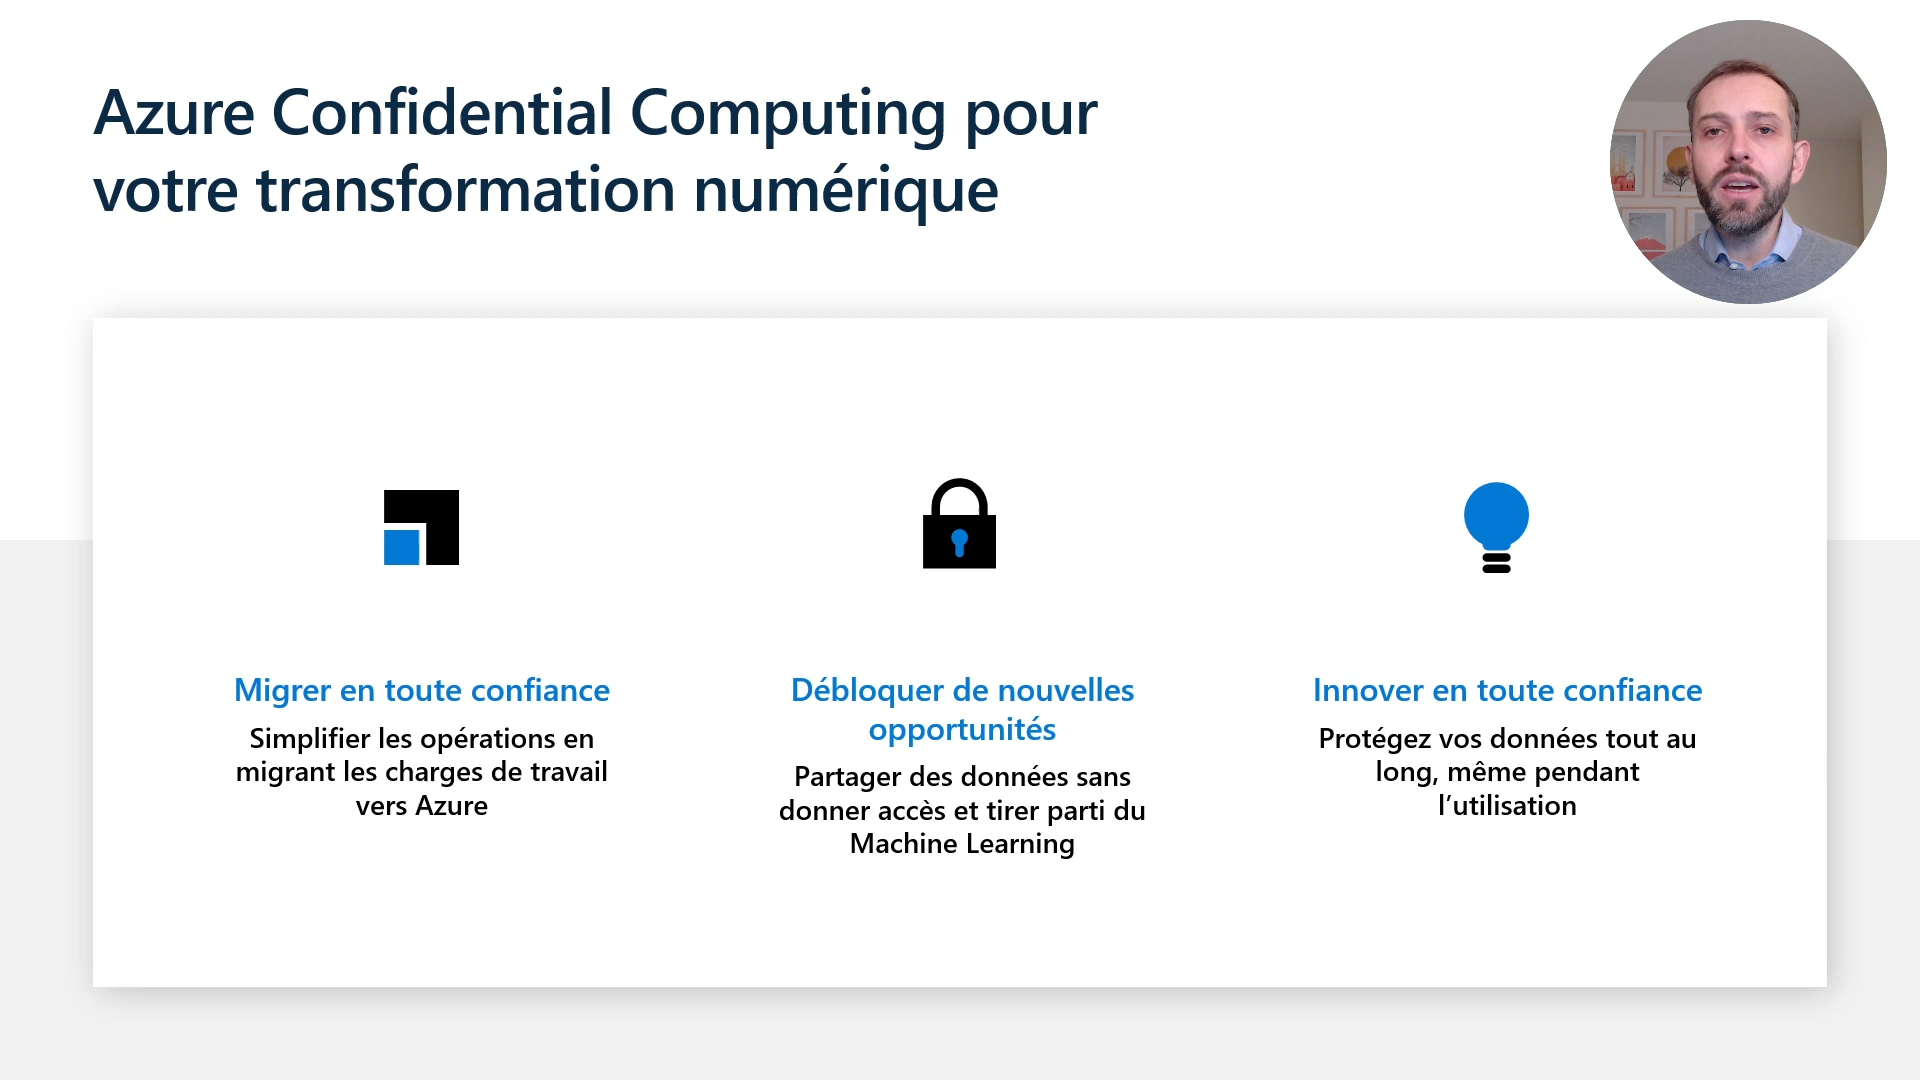 Azure Confidential Computing pour
votre transformation numérique
Migrer en toute confiance
Simplifier les opérations en
migrant les charges de travail
vers Azure
Débloquer de nouvelles
opportunités
Partager des données sans
donner accès et tirer parti du
Machine Learning
Innover en toute confiance
Protégez vos données tout au
long, même pendant
l’utilisation